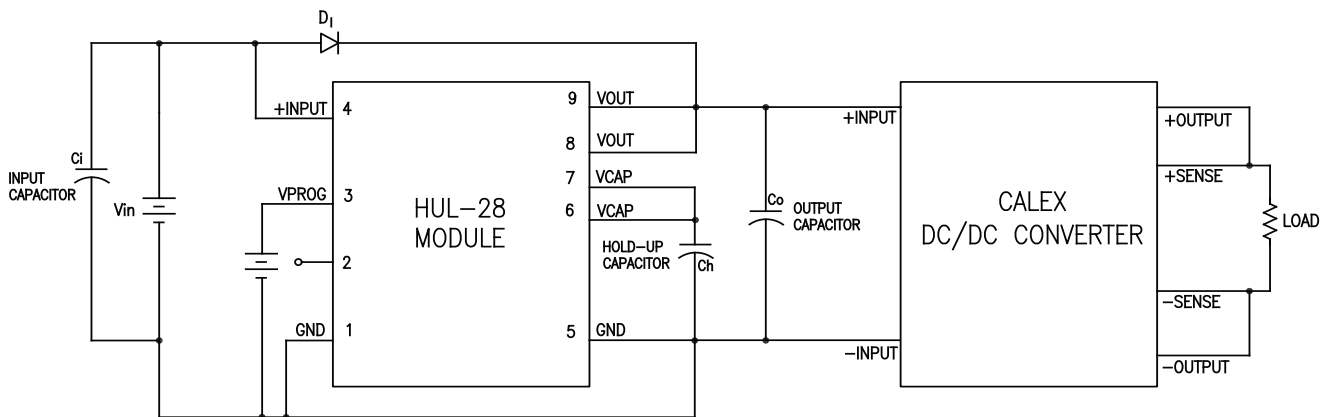 D1
+INPUT
4
Ci
INPUT
CAPACITOR
Vin
VPROG
3
2
GND
1
HUL-28
MODULE
9
VOUT
8
VOUT
7
VCAP
6
VCAP
HOLD-UP
CAPACITOR
Ch
5
GND
Co
OUTPUT
CAPACITOR
+INPUT
-INPUT
CALEX
DC/DC CONVERTER
+OUTPUT
+SENSE
LOAD
-SENSE
-OUTPUT